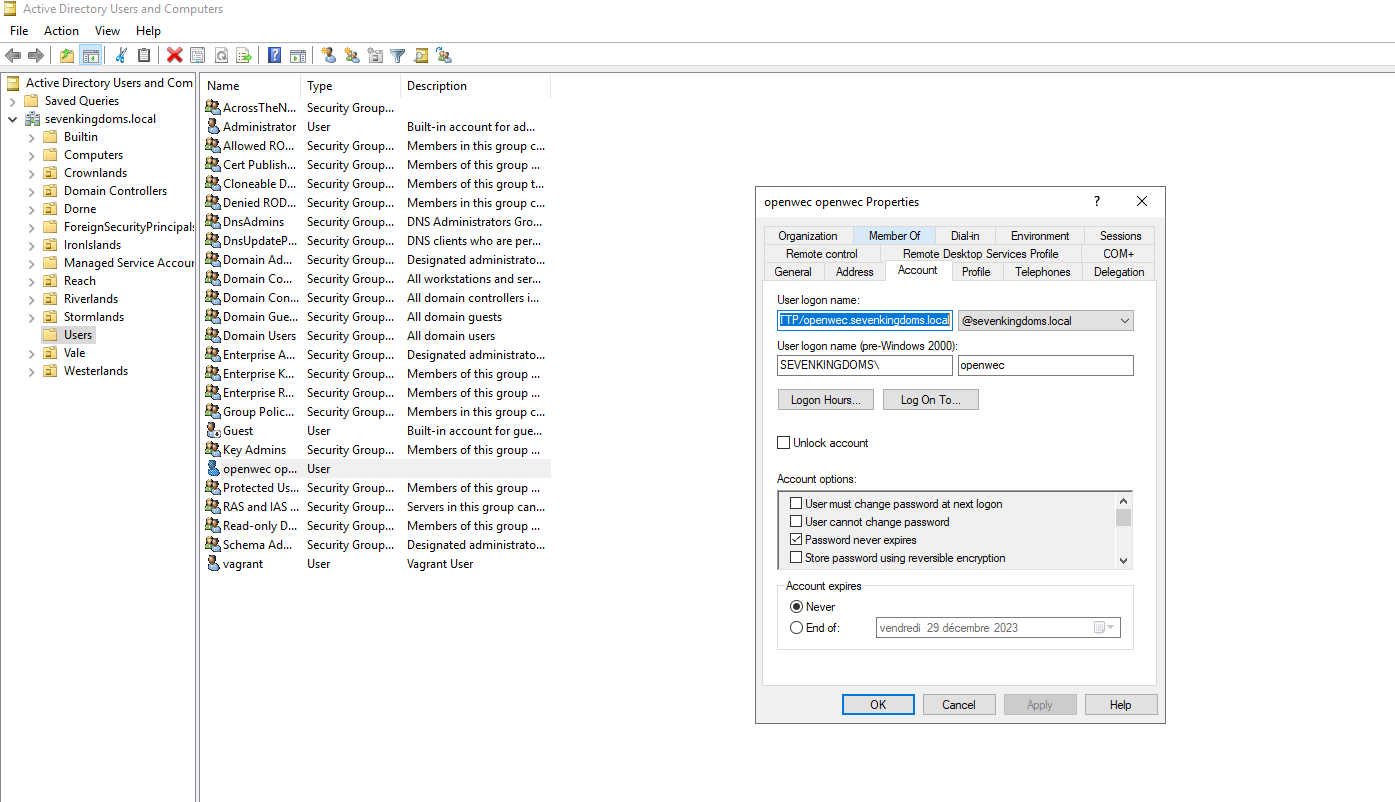 Active Directory Users and Computers
File Action View Help
Active Directory Users and Com
Saved Queries
sevenkingdoms.local
Builtin
Computers
Crownlands
Domain Controllers
Dorne
ForeignSecurityPrincipals
IronIslands
Managed Service Accour
Reach
Riverlands
Stormlands
Users
Vale
Westerlands
Name Type Description
AcrossTheN... Security Group...
Administrator User Built-in account for ad...
Allowed RO... Security Group... Members in this group c...
Cert Publish... Security Group... Members of this group ...
Cloneable D... Security Group... Members of this group t...
Denied ROD... Security Group... Members in this group c...
DnsAdmins Security Group... DNS Administrators Gro...
DnsUpdateP... Security Group... DNS clients who are per...
Domain Ad... Security Group... Designated administrato...
Domain Co... Security Group... All workstations and ser...
Domain Con... Security Group... All domain controllers i...
Domain Gue... Security Group... All domain guests
Domain Users Security Group... All domain users
Enterprise A... Security Group... Designated administrato...
Enterprise K... Security Group... Members of this group ...
Enterprise R... Security Group... Members of this group ...
Group Polic... Security Group... Members in this group c...
Guest User Built-in account for gue...
Key Admins Security Group... Members of this group ...
openwec op... User
Protected Us... Security Group... Members of this group ...
RAS and IAS ... Security Group... Servers in this group can...
Read-only D... Security Group... Members of this group ...
Schema Ad... Security Group... Designated administrato...
vagrant User Vagrant User
openwec openwec Properties ?
Organization Member Of Dial-in Environment Sessions
Remote control Remote Desktop Services Profile COM+
General Address Account Profile Telephones Delegation
User logon name:
TTP/openwec.sevenkingdoms.local @sevenkingdoms.local
User logon name (pre-Windows 2000):
SEVENKINGDOMS\ openwec
Logon Hours... Log On To...
Unlock account
Account options:
User must change password at next logon
User cannot change password
Password never expires
Store password using reversible encryption
Account expires
Never
End of: vendredi 29 décembre 2023
OK Cancel Apply Help